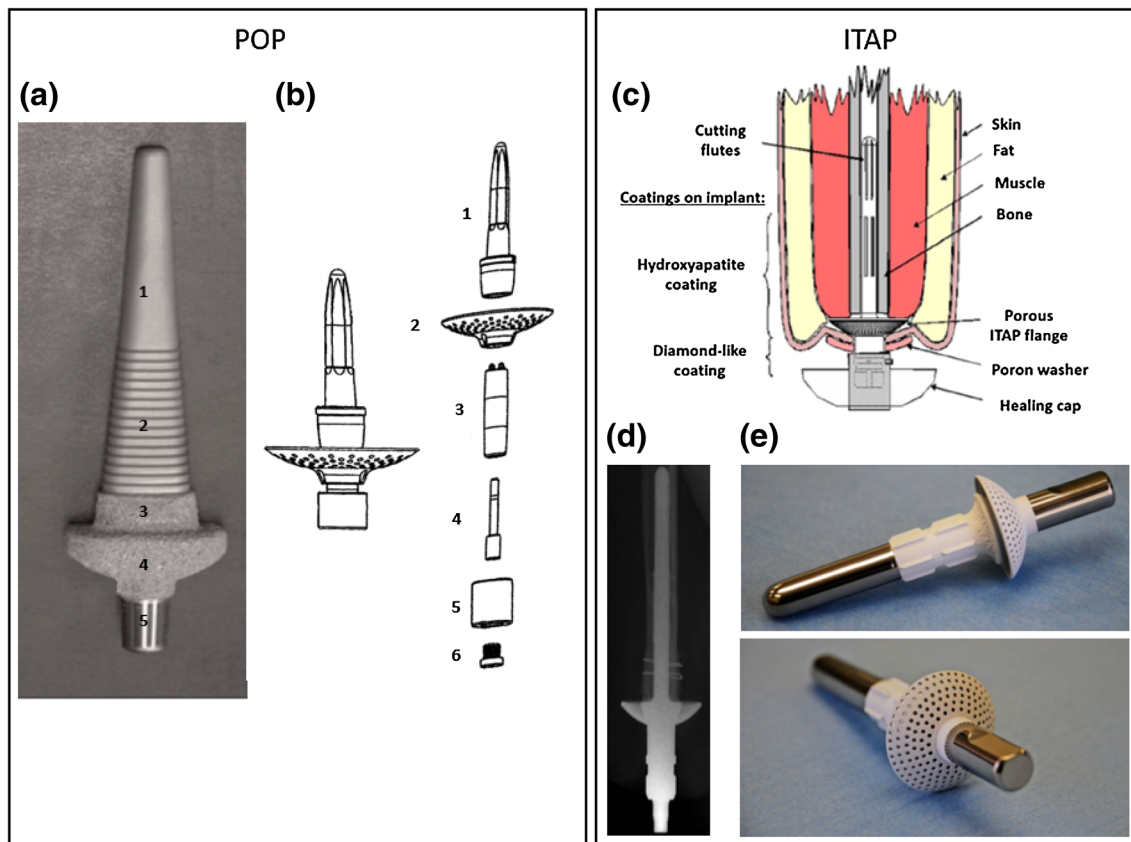 POP
(a)
(b)
1
2
3
4
5
1
2
3
4
5
6
ITAP
(c)
Cutting
flutes
Coatings on implant:
Hydroxyapatite
coating
Diamond-like
coating
Skin
Fat
Muscle
Bone
Porous
ITAP flange
Poron washer
Healing cap
(d)
(e)